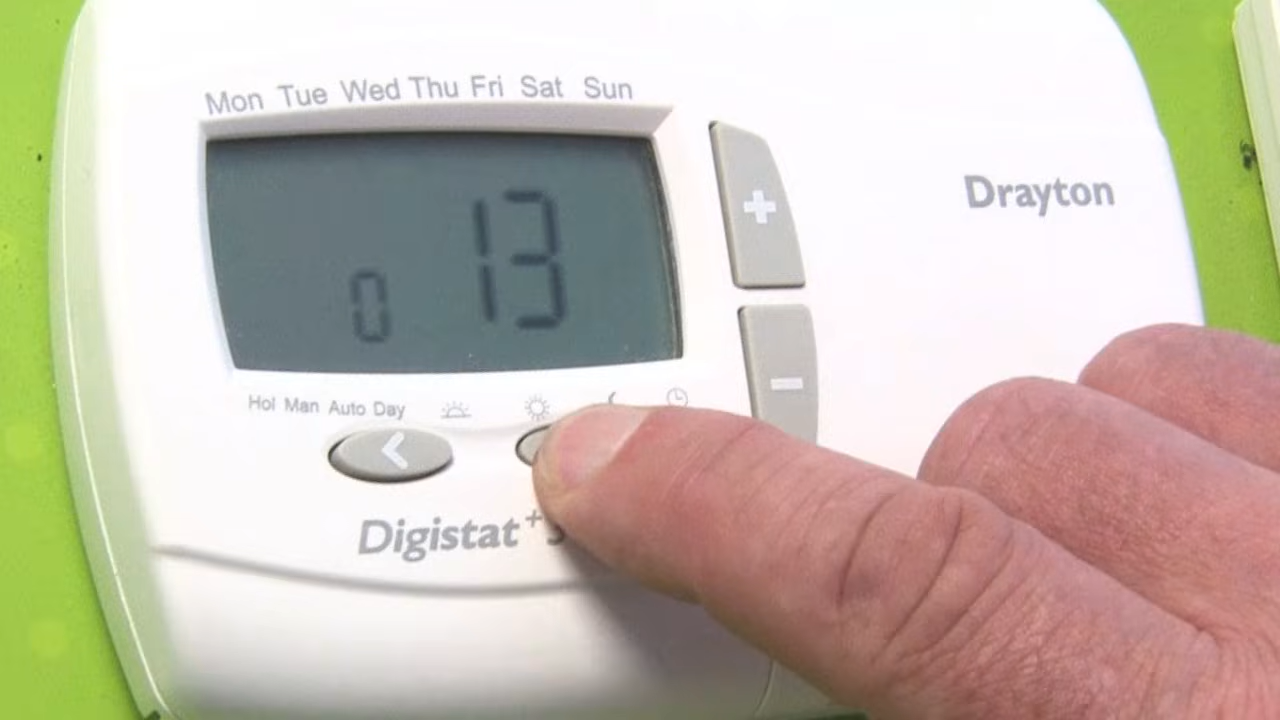 Mon Tue Wed Thu Fri Sat Sun
Drayton
0 13
+
-
Hol Man Auto Day
<
Digistat+